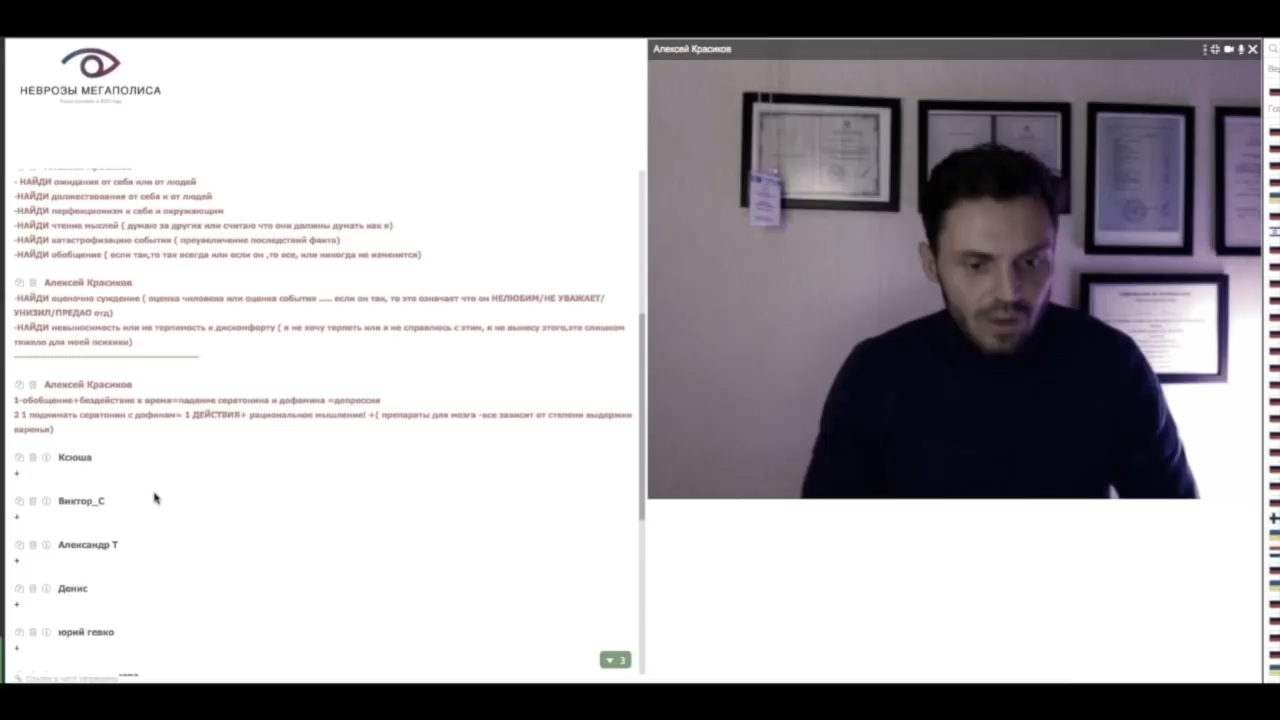 НЕВРОЗЫ МЕГАПОЛИСА
- НАЙДИ ожидания от себя или от людей
-НАЙДИ должествования от себя и от людей
-НАЙДИ перфекционизм к себе и окружающим
-НАЙДИ чтение мыслей ( думаю за других или считаю что они должны думать как я)
-НАЙДИ катастрофизацию события ( преувеличение последствий факта)
-НАЙДИ обобщение ( если так,то так всегда или если он ,то все, или никогда не изменится)
Алексей Красиков
-НАЙДИ оценочно суждение ( оценка чнловека или оценка события ..... если он так, то это означает что он НЕЛЮБИМ/НЕ УВАЖАЕТ/
УНИЗИЛ/ПРЕДАО отд)
-НАЙДИ невыносимость или не терпимость к дискомфорту ( я не хочу терпеть или я не справлюсь с этим, я не вынесу этого,это слишком
тяжело для моей психики)
Алексей Красиков
1-обобщение+бездействие х время=падение сератонина и дофамина =депрессия
2 1 поднимать сератонин с дофинам= 1 ДЕЙСТВИЯ+ рациональное мышление! +( препараты для мозга -все зависит от степени выдержки
вареньи)
Ксюша
+
Виктор_С
+
Александр Т
+
Денис
+
юрий гевко
+
3
Алексей Красиков